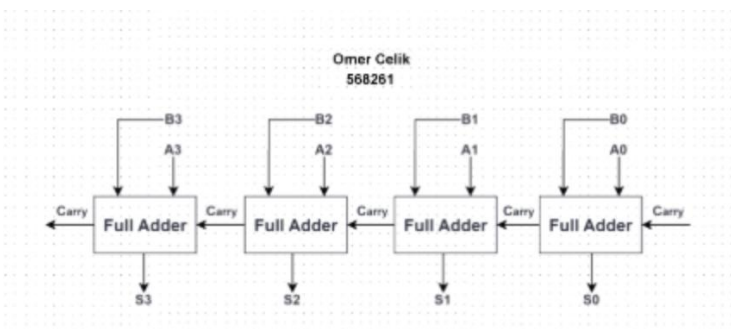 Omer Celik
568261
B3 B2 B1 B0
A3 A2 A1 A0
Carry Carry Carry Carry Carry
Full Adder Full Adder Full Adder Full Adder
S3 S2 S1 S0